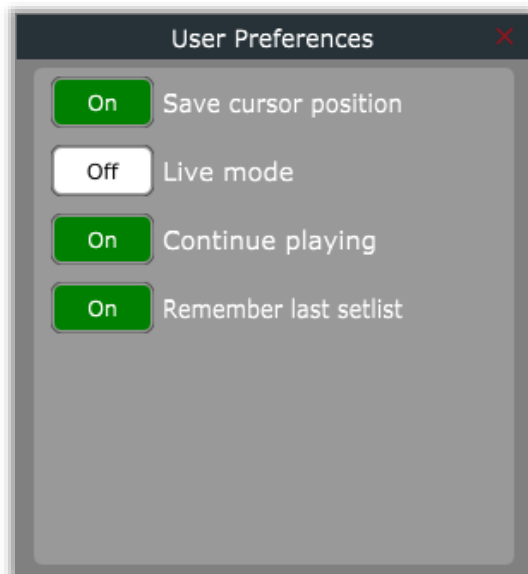 User Preferences
On Save cursor position
Off Live mode
On Continue playing
On Remember last setlist